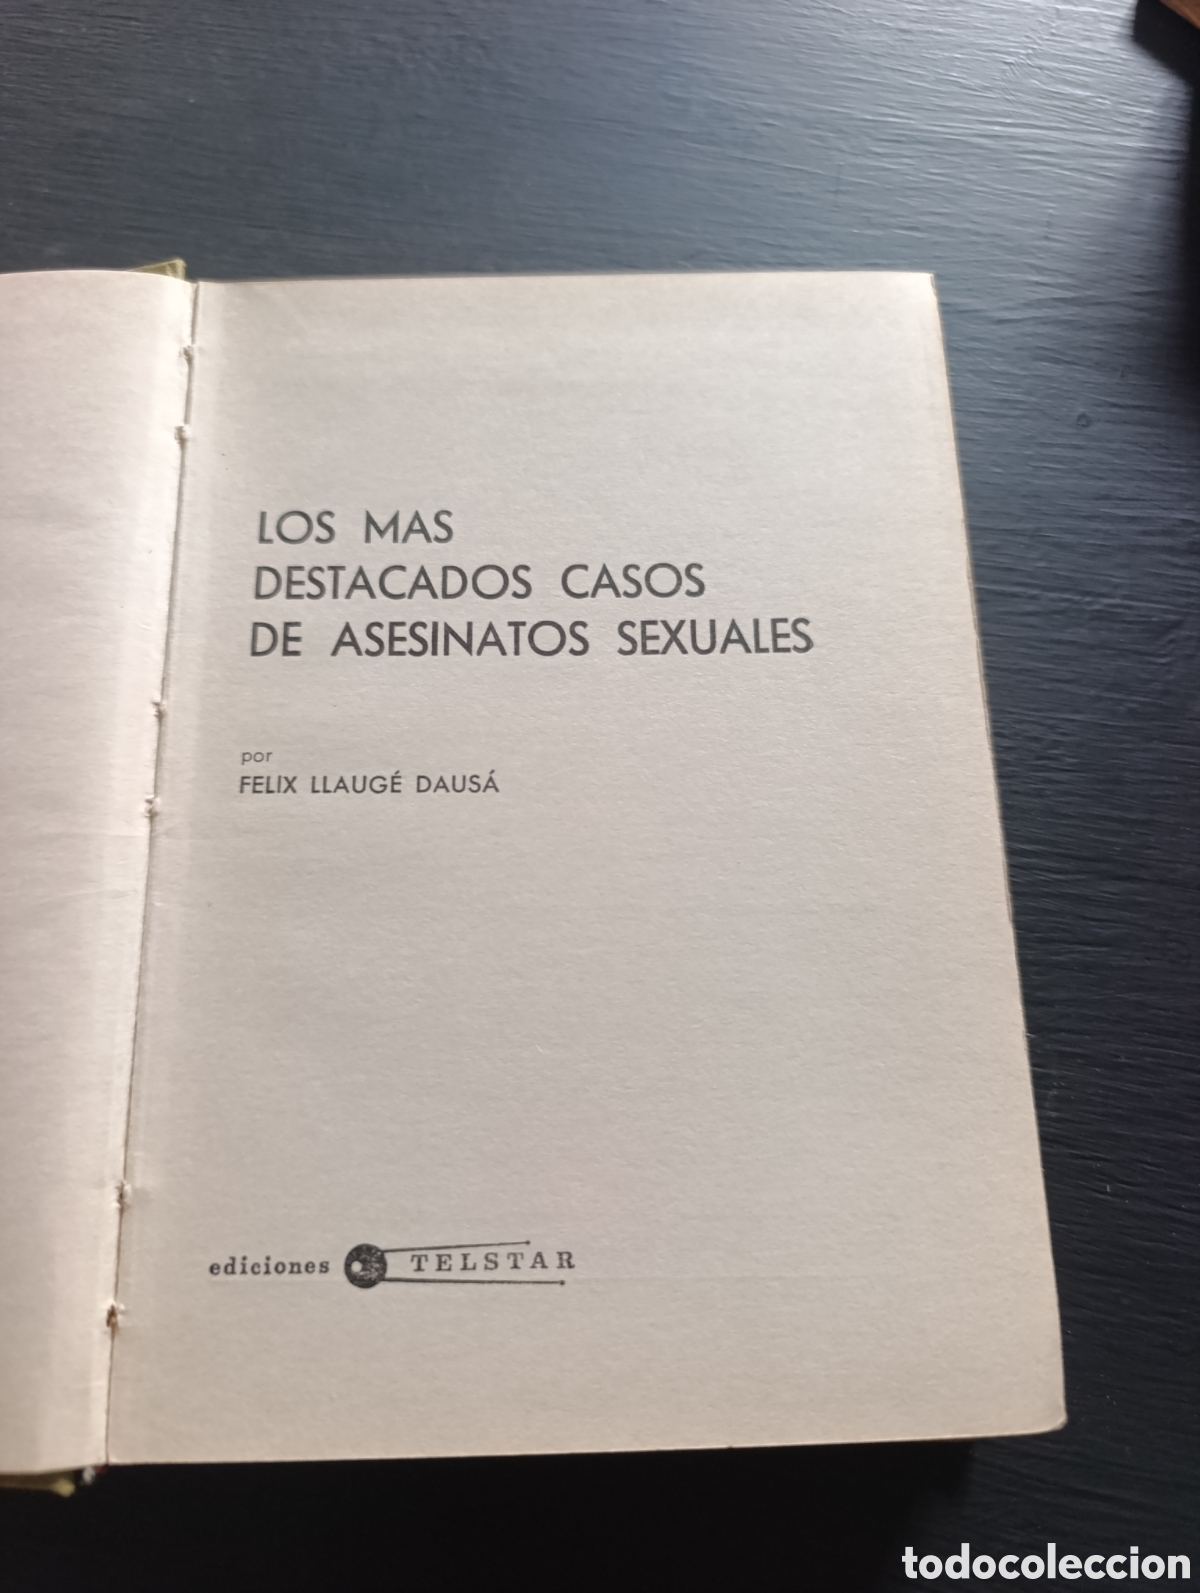 LOS MAS
DESTACADOS CASOS
DE ASESINATOS SEXUALES
por
FELIX LLAUGÉ DAUSÁ
ediciones TELSTAR
todocoleccion